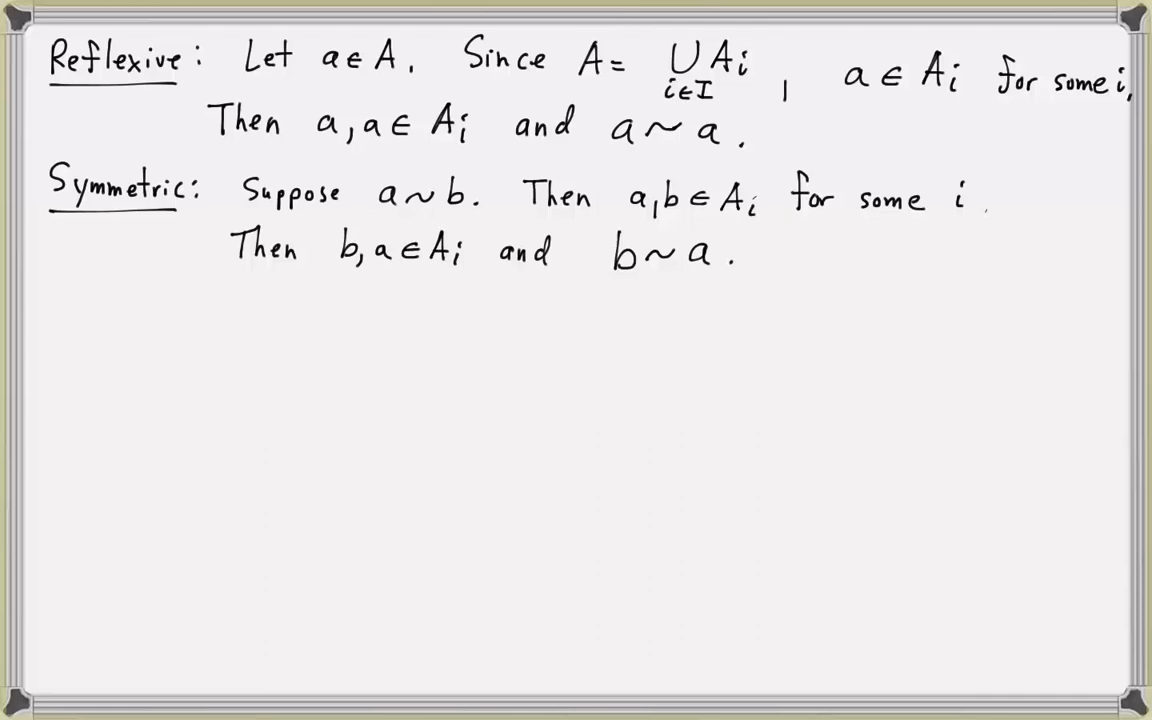 Reflexive: Let a ∈ A. Since A = ⋃_{i∈I} A_i, a ∈ A_i for some i.
Then a, a ∈ A_i and a ~ a.
Symmetric: Suppose a ~ b. Then a, b ∈ A_i for some i.
Then b, a ∈ A_i and b ~ a.